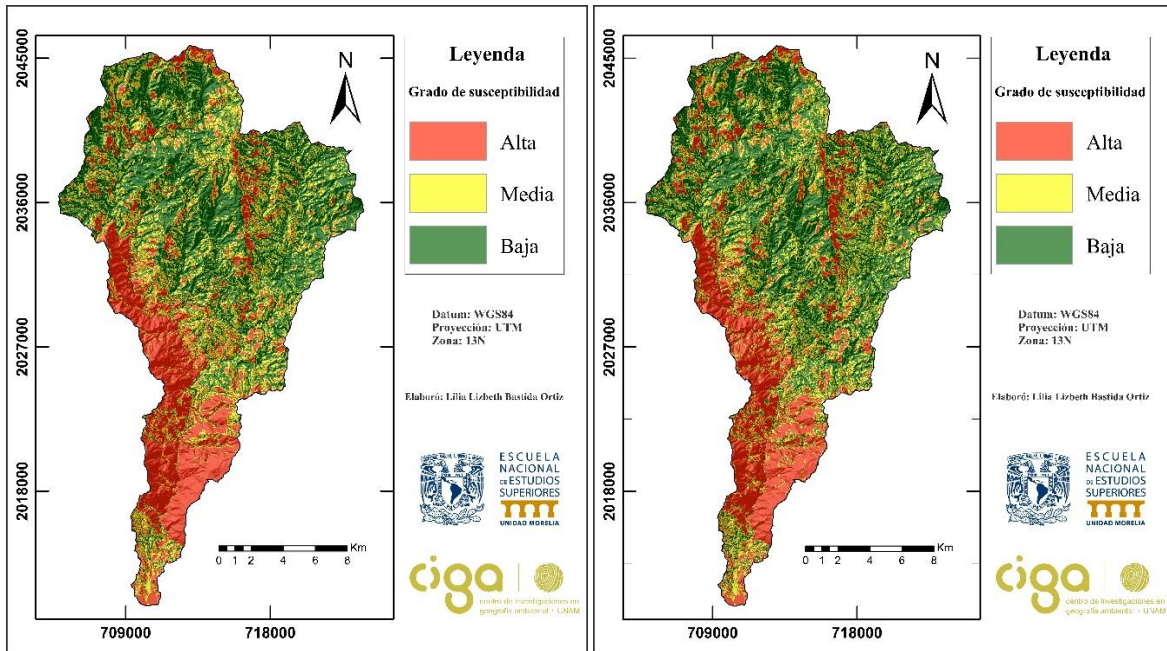 2045000
2036000
2027000
2018000
709000
718000
N
Leyenda
Grado de susceptibilidad
Alta
Media
Baja
Datum: WGS84
Proyección: UTM
Zona: 13N
Elaboró: Lilia Lizbeth Bastida Ortiz
ESCUELA
NACIONAL
DE ESTUDIOS
SUPERIORES
UNIDAD MORELIA
Km
0 1 2 4 6 8
ciga
centro de investigaciones en
geografía ambiental · UNAM
2045000
2036000
2027000
2018000
709000
718000
N
Leyenda
Grado de susceptibilidad
Alta
Media
Baja
Datum: WGS84
Proyección: UTM
Zona: 13N
Elaboró: Lilia Lizbeth Bastida Ortiz
ESCUELA
NACIONAL
DE ESTUDIOS
SUPERIORES
UNIDAD MORELIA
Km
0 1 2 4 6 8
ciga
centro de investigaciones en
geografía ambiental · UNAM